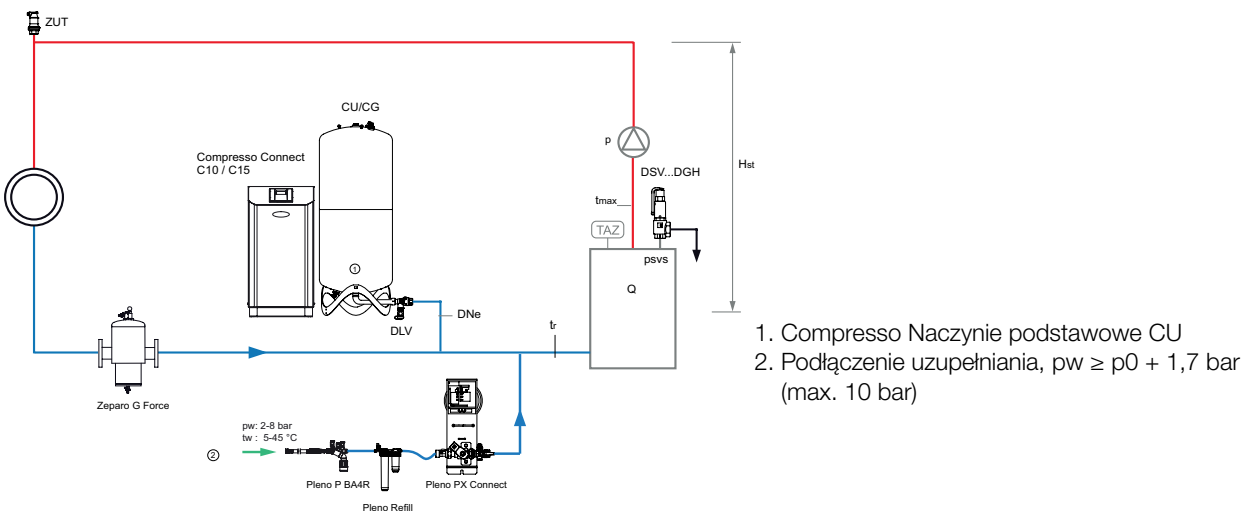 ZUT
CU/CG
Compresso Connect
C10 / C15
p
DSV...DGH
Hst
tmax
TAZ
psvs
Q
1
DNe
DLV
tr
Zeparo G Force
pw: 2-8 bar
tw : 5-45 °C
2
Pleno P BA4R
Pleno PX Connect
Pleno Refill
1. Compresso Naczynie podstawowe CU
2. Podłączenie uzupełniania, pw ≥ p0 + 1,7 bar
(max. 10 bar)